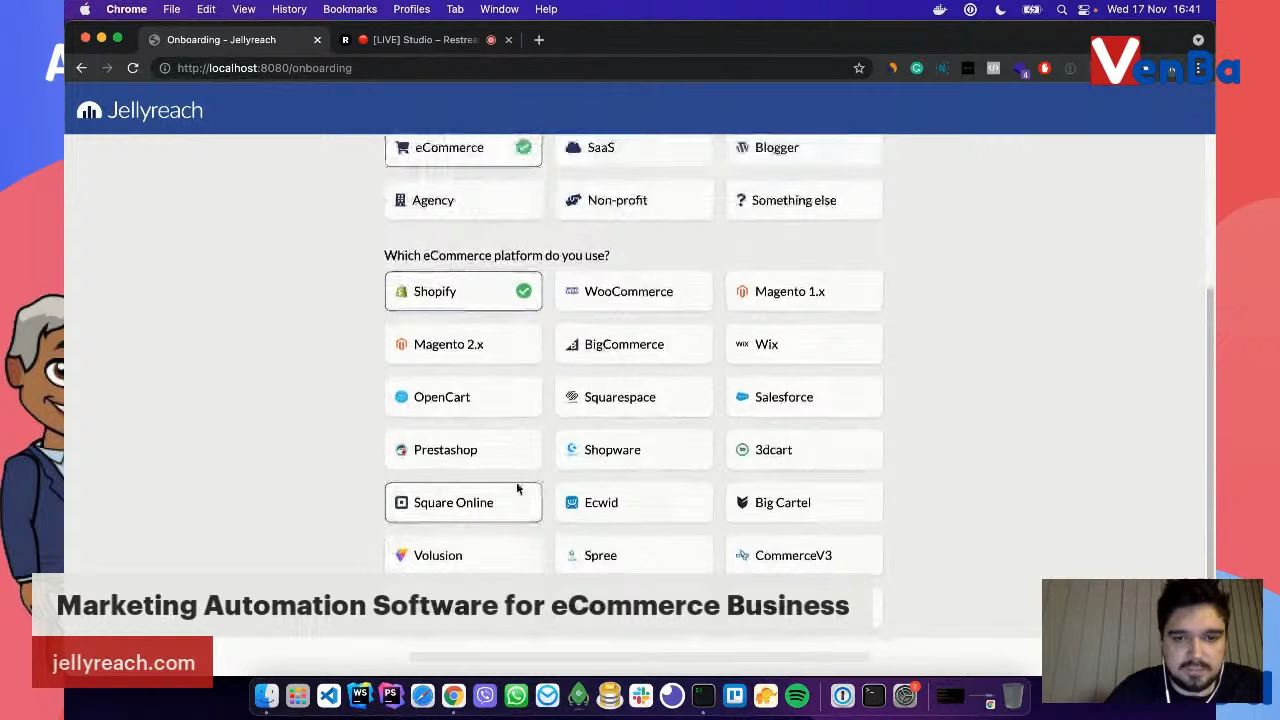 Chrome File Edit View History Bookmarks Profiles Tab Window Help Wed 17 Nov 16:41
Onboarding - Jellyreach [LIVE] Studio – Restrea
http://localhost:8080/onboarding
VenBa
4
Jellyreach
eCommerce SaaS Blogger
Agency Non-profit Something else
Which eCommerce platform do you use?
Shopify WooCommerce Magento 1.x
Magento 2.x BigCommerce Wix
OpenCart Squarespace Salesforce
Prestashop Shopware 3dcart
Square Online Ecwid Big Cartel
Volusion Spree CommerceV3
Marketing Automation Software for eCommerce Business
jellyreach.com